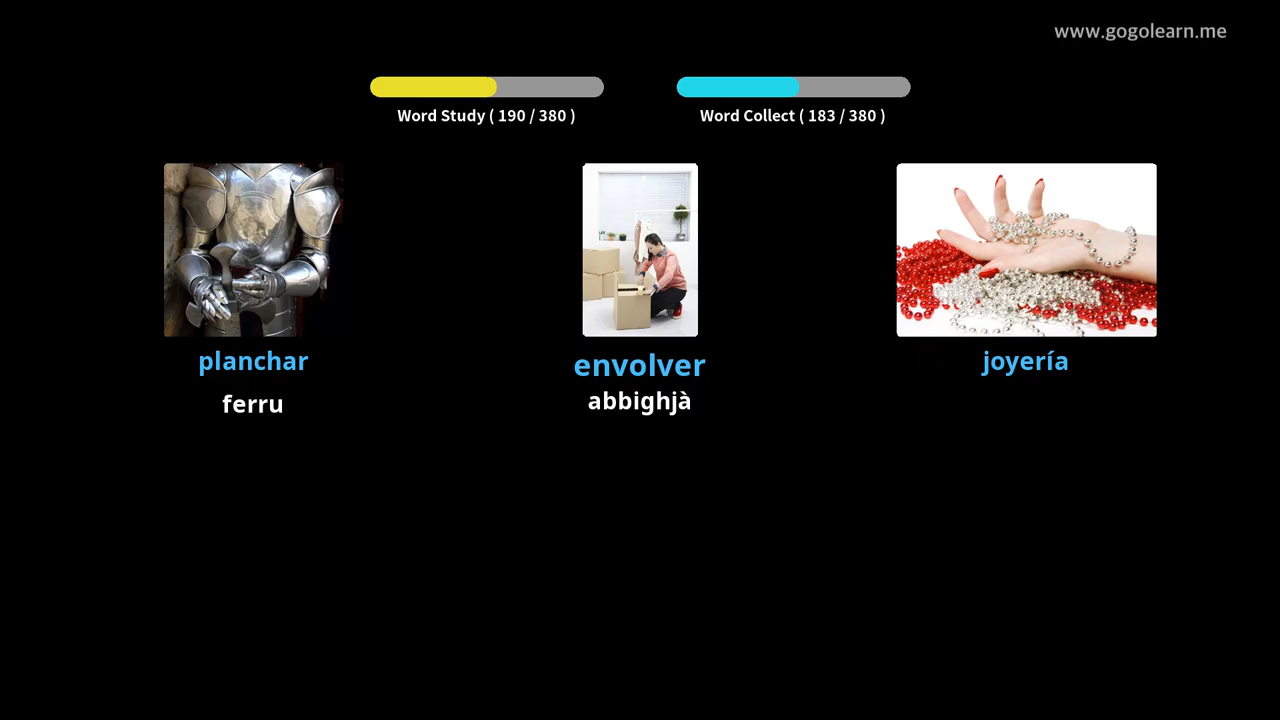 www.gogolearn.me
Word Study ( 190 / 380 )
Word Collect ( 183 / 380 )
planchar
envolver
joyería
ferru
abbighjà